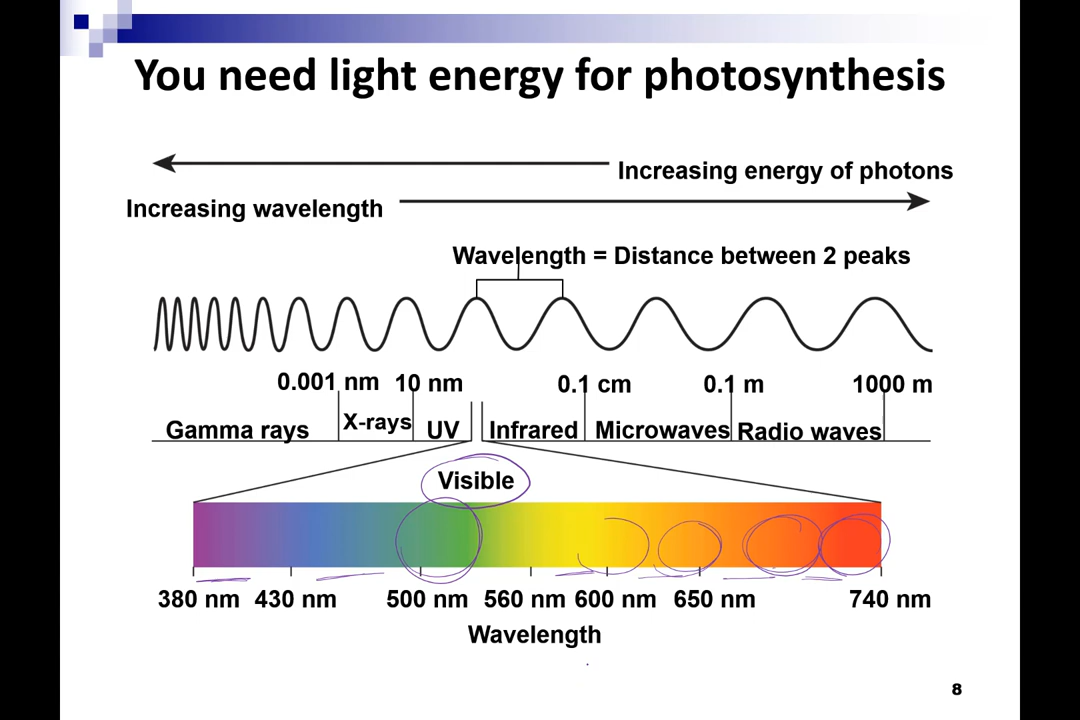 You need light energy for photosynthesis
Increasing energy of photons
Increasing wavelength
Wavelength = Distance between 2 peaks
0.001 nm 10 nm 0.1 cm 0.1 m 1000 m
Gamma rays X-rays UV Infrared Microwaves Radio waves
Visible
380 nm 430 nm 500 nm 560 nm 600 nm 650 nm 740 nm
Wavelength
8